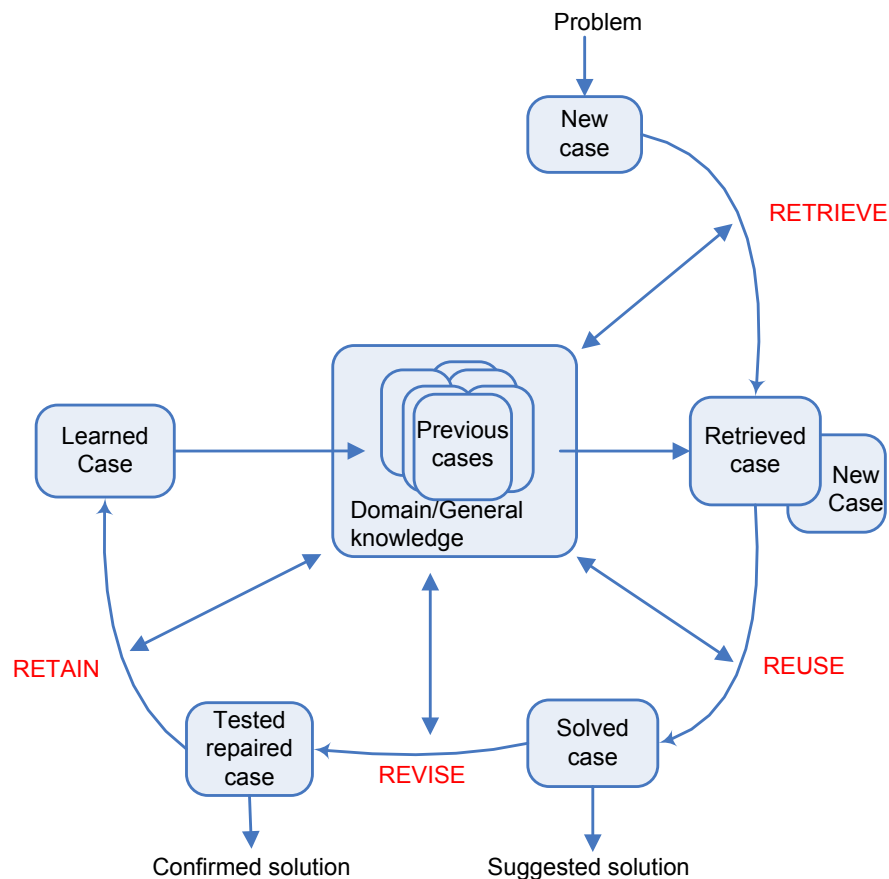 Problem
New
case
RETRIEVE
Learned
Case
Previous
cases
Domain/General
knowledge
Retrieved
case
New
Case
RETAIN
REUSE
Tested
repaired
case
REVISE
Solved
case
Confirmed solution
Suggested solution